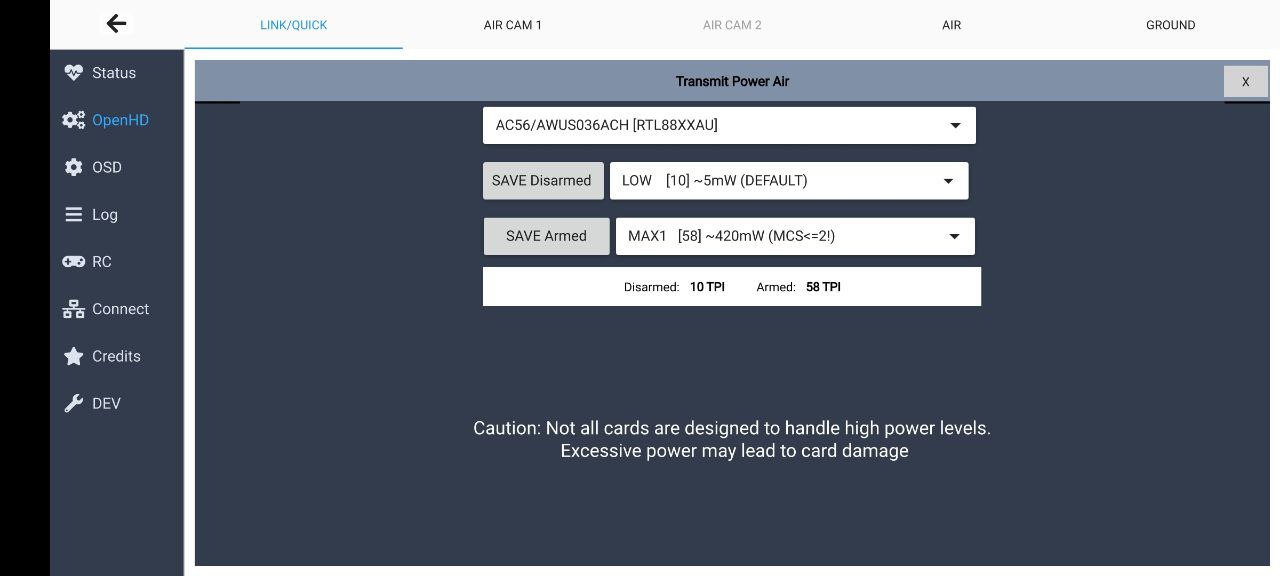 LINK/QUICK AIR CAM 1 AIR CAM 2 AIR GROUND
Status
OpenHD
OSD
Log
RC
Connect
Credits
DEV
Transmit Power Air X
AC56/AWUS036ACH [RTL88XXAU]
SAVE Disarmed LOW [10] ~5mW (DEFAULT)
SAVE Armed MAX1 [58] ~420mW (MCS<=2!)
Disarmed: 10 TPI Armed: 58 TPI
Caution: Not all cards are designed to handle high power levels.
Excessive power may lead to card damage